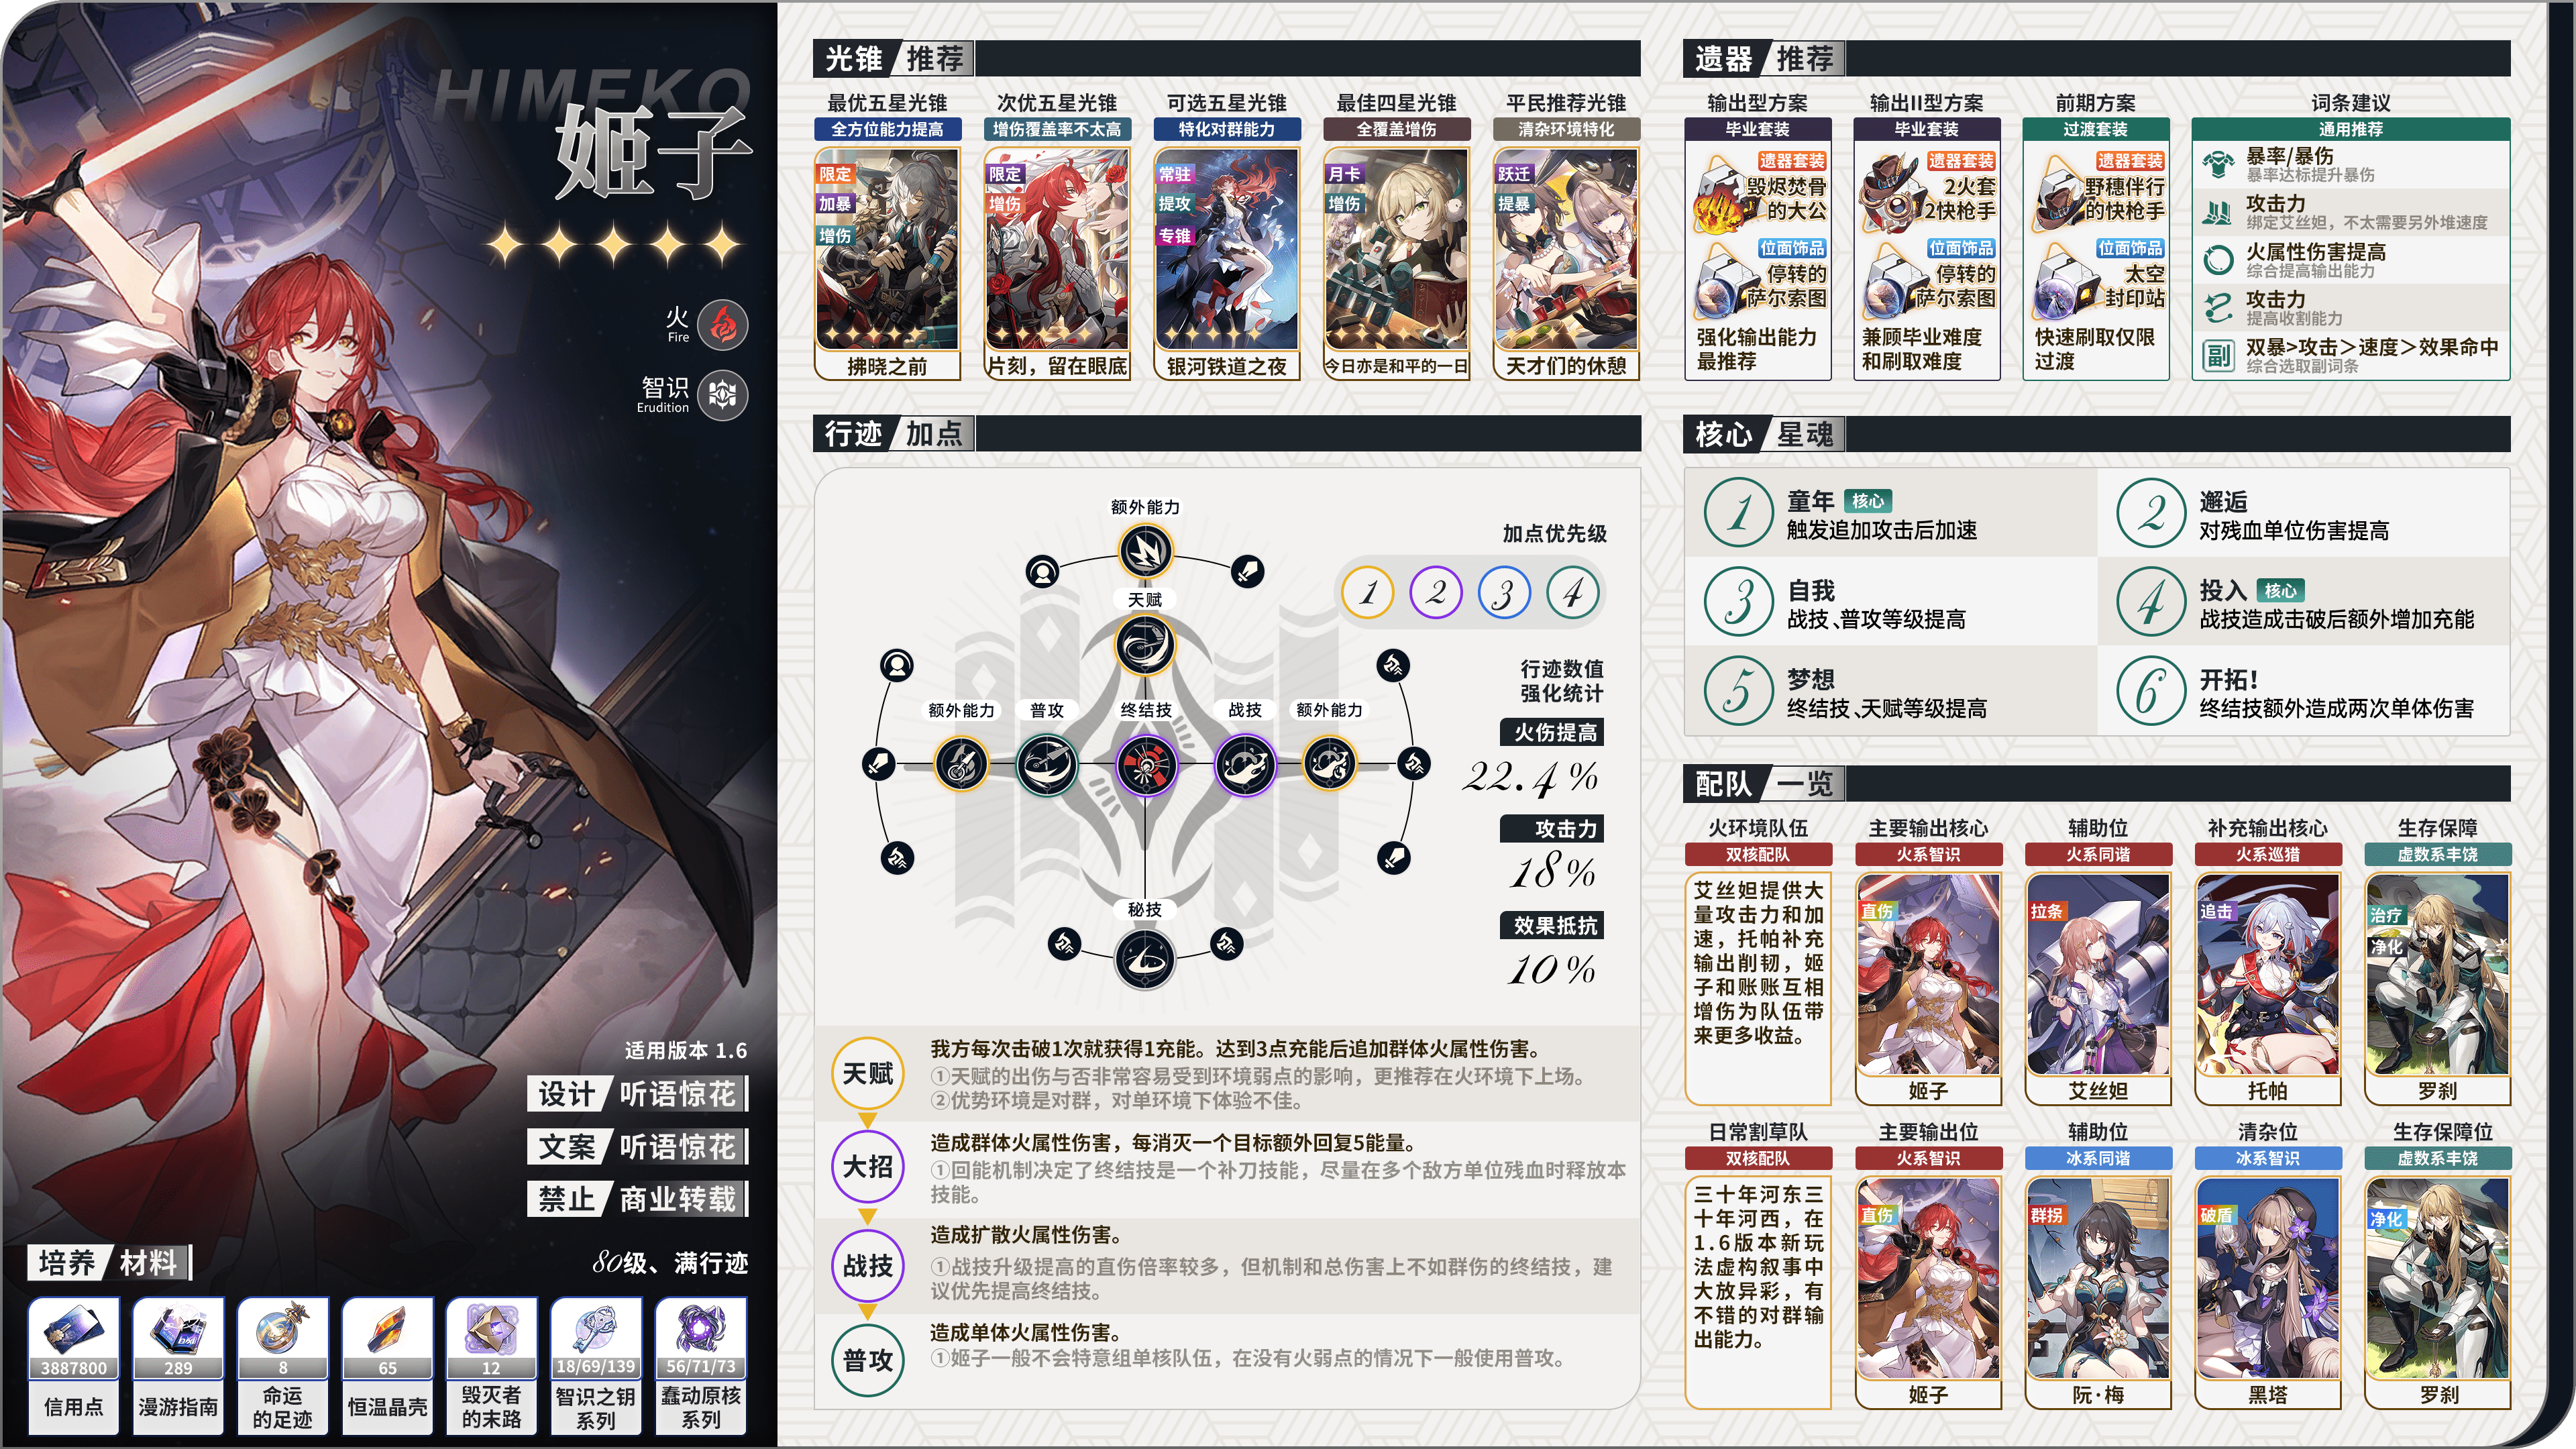 HIMEKO
姬子
火
Fire
智识
Erudition
适用版本 1.6
设计 听语惊花
文案 听语惊花
禁止 商业转载
培养 材料
80级、满行迹
3887800
信用点
289
漫游指南
8
命运
的足迹
65
恒温晶壳
12
毁灭者
的末路
18/69/139
智识之钥
系列
56/71/73
蠢动原核
系列
光锥 推荐
最优五星光锥
全方位能力提高
限定
加暴
增伤
拂晓之前
次优五星光锥
增伤覆盖率不太高
限定
增伤
片刻，留在眼底
可选五星光锥
特化对群能力
常驻
提攻
专锥
银河铁道之夜
最佳四星光锥
全覆盖增伤
月卡
增伤
今日亦是和平的一日
平民推荐光锥
清杂环境特化
跃迁
提暴
天才们的休憩
行迹 加点
额外能力
天赋
额外能力
普攻
终结技
战技
额外能力
秘技
加点优先级
1 2 3 4
行迹数值
强化统计
火伤提高
22.4%
攻击力
18%
效果抵抗
10%
天赋
我方每次击破1次就获得1充能。达到3点充能后追加群体火属性伤害。
①天赋的出伤与否非常容易受到环境弱点的影响，更推荐在火环境下上场。
②优势环境是对群，对单环境下体验不佳。
大招
造成群体火属性伤害，每消灭一个目标额外回复5能量。
①回能机制决定了终结技是一个补刀技能，尽量在多个敌方单位残血时释放本
技能。
战技
造成扩散火属性伤害。
①战技升级提高的直伤倍率较多，但机制和总伤害上不如群伤的终结技，建
议优先提高终结技。
普攻
造成单体火属性伤害。
①姬子一般不会特意组单核队伍，在没有火弱点的情况下一般使用普攻。
遗器 推荐
输出型方案
毕业套装
遗器套装
毁烬焚骨
的大公
位面饰品
停转的
萨尔索图
强化输出能力
最推荐
输出II型方案
毕业套装
遗器套装
2火套
2快枪手
位面饰品
停转的
萨尔索图
兼顾毕业难度
和刷取难度
前期方案
过渡套装
遗器套装
野穗伴行
的快枪手
位面饰品
太空
封印站
快速刷取仅限
过渡
词条建议
通用推荐
暴率/暴伤
暴率达标提升暴伤
攻击力
绑定艾丝妲，不太需要另外堆速度
火属性伤害提高
综合提高输出能力
攻击力
提高收割能力
副
双暴>攻击＞速度＞效果命中
综合选取副词条
核心 星魂
1
童年 核心
触发追加攻击后加速
2
邂逅
对残血单位伤害提高
3
自我
战技、普攻等级提高
4
投入 核心
战技造成击破后额外增加充能
5
梦想
终结技、天赋等级提高
6
开拓！
终结技额外造成两次单体伤害
配队 一览
火环境队伍
双核配队
艾丝妲提供大
量攻击力和加
速，托帕补充
输出削韧，姬
子和账账互相
增伤为队伍带
来更多收益。
主要输出核心
火系智识
直伤
姬子
辅助位
火系同谐
拉条
艾丝妲
补充输出核心
火系巡猎
追击
托帕
生存保障
虚数系丰饶
治疗
净化
罗刹
日常割草队
双核配队
三十年河东三
十年河西，在
1.6版本新玩
法虚构叙事中
大放异彩，有
不错的对群输
出能力。
主要输出位
火系智识
直伤
姬子
辅助位
冰系同谐
群拐
阮·梅
清杂位
冰系智识
破盾
黑塔
生存保障位
虚数系丰饶
净化
罗刹